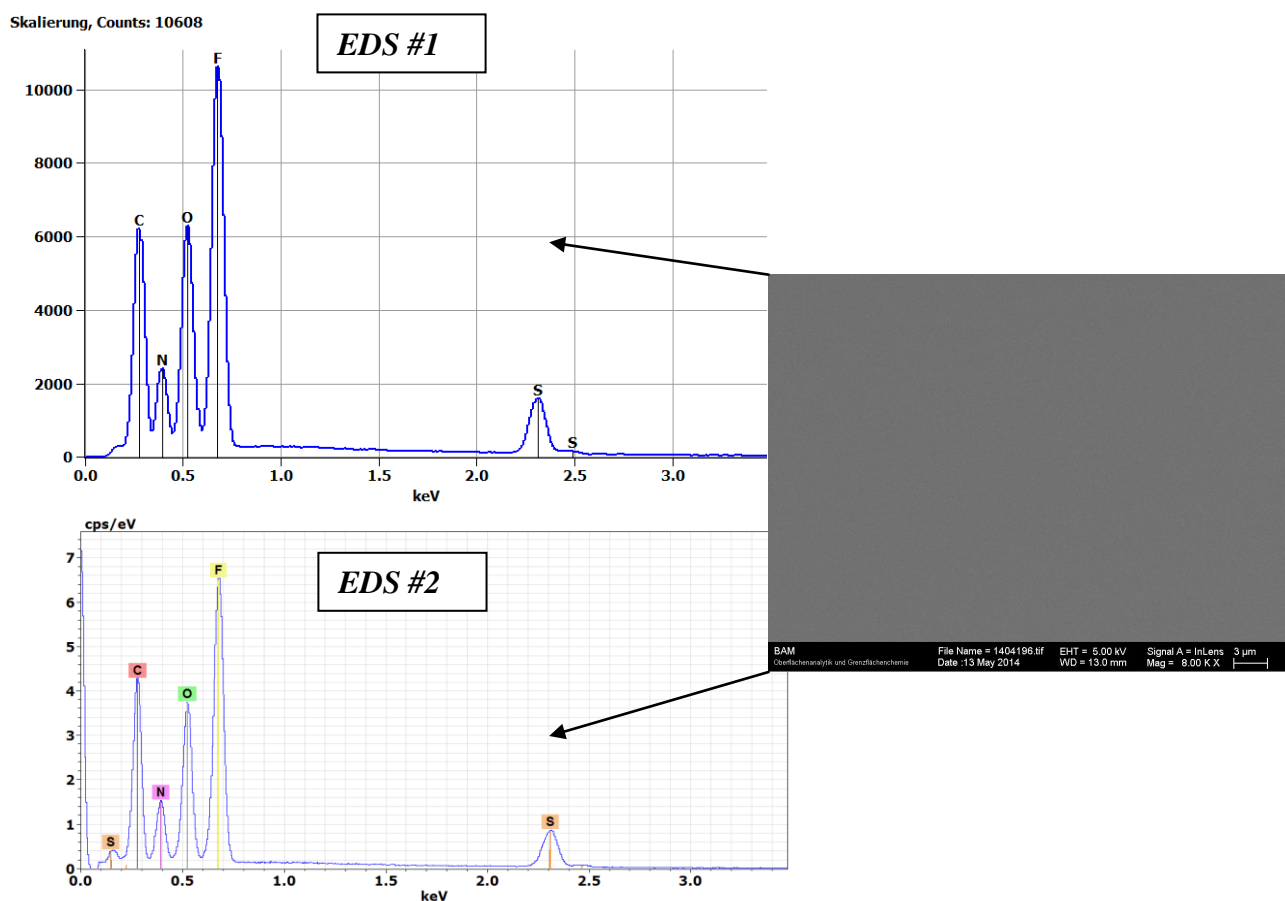 Skalierung, Counts: 10608
EDS #1
F
10000
8000
C
O
6000
4000
N
2000
S
S
0
0.0 0.5 1.0 1.5 2.0 2.5 3.0
keV
cps/eV
EDS #2
7
F
6
5
C
O
4
3
2
N
1
S
S
0
0.0 0.5 1.0 1.5 2.0 2.5 3.0
keV
BAM File Name = 1404196.tif EHT = 5.00 kV Signal A = InLens 3 µm
Oberflächenanalytik und Grenzflächenchemie Date :13 May 2014 WD = 13.0 mm Mag = 8.00 K X